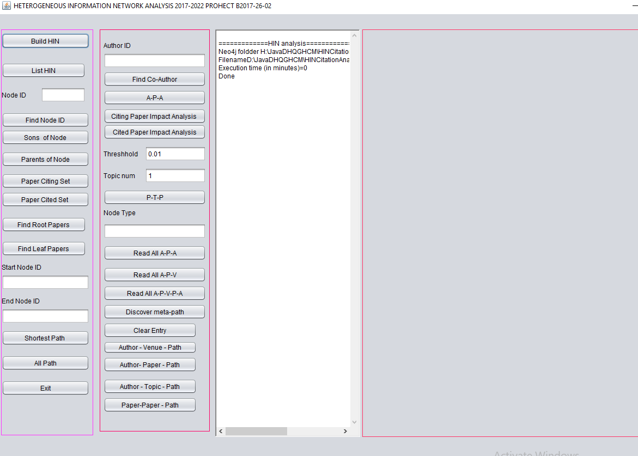 HETEROGENEOUS INFORMATION NETWORK ANALYSIS 2017-2022 PROHECT B2017-26-02
Build HIN
List HIN
Node ID
Find Node ID
Sons of Node
Parents of Node
Paper Citing Set
Paper Cited Set
Find Root Papers
Find Leaf Papers
Start Node ID
End Node ID
Shortest Path
All Path
Exit
Author ID
Find Co-Author
A-P-A
Citing Paper Impact Analysis
Cited Paper Impact Analysis
Threshhold 0.01
Topic num 1
P-T-P
Node Type
Read All A-P-A
Read All A-P-V
Read All A-P-V-P-A
Discover meta-path
Clear Entry
Author - Venue - Path
Author- Paper - Path
Author - Topic - Path
Paper-Paper - Path
=============HIN analysis============
Neo4j foldder H:\JavaDHQGHCM\HINCitation
FilenameD:\JavaDHQGHCM\HINCitationAna
Execution time (in minutes)=0
Done
Activate Windows